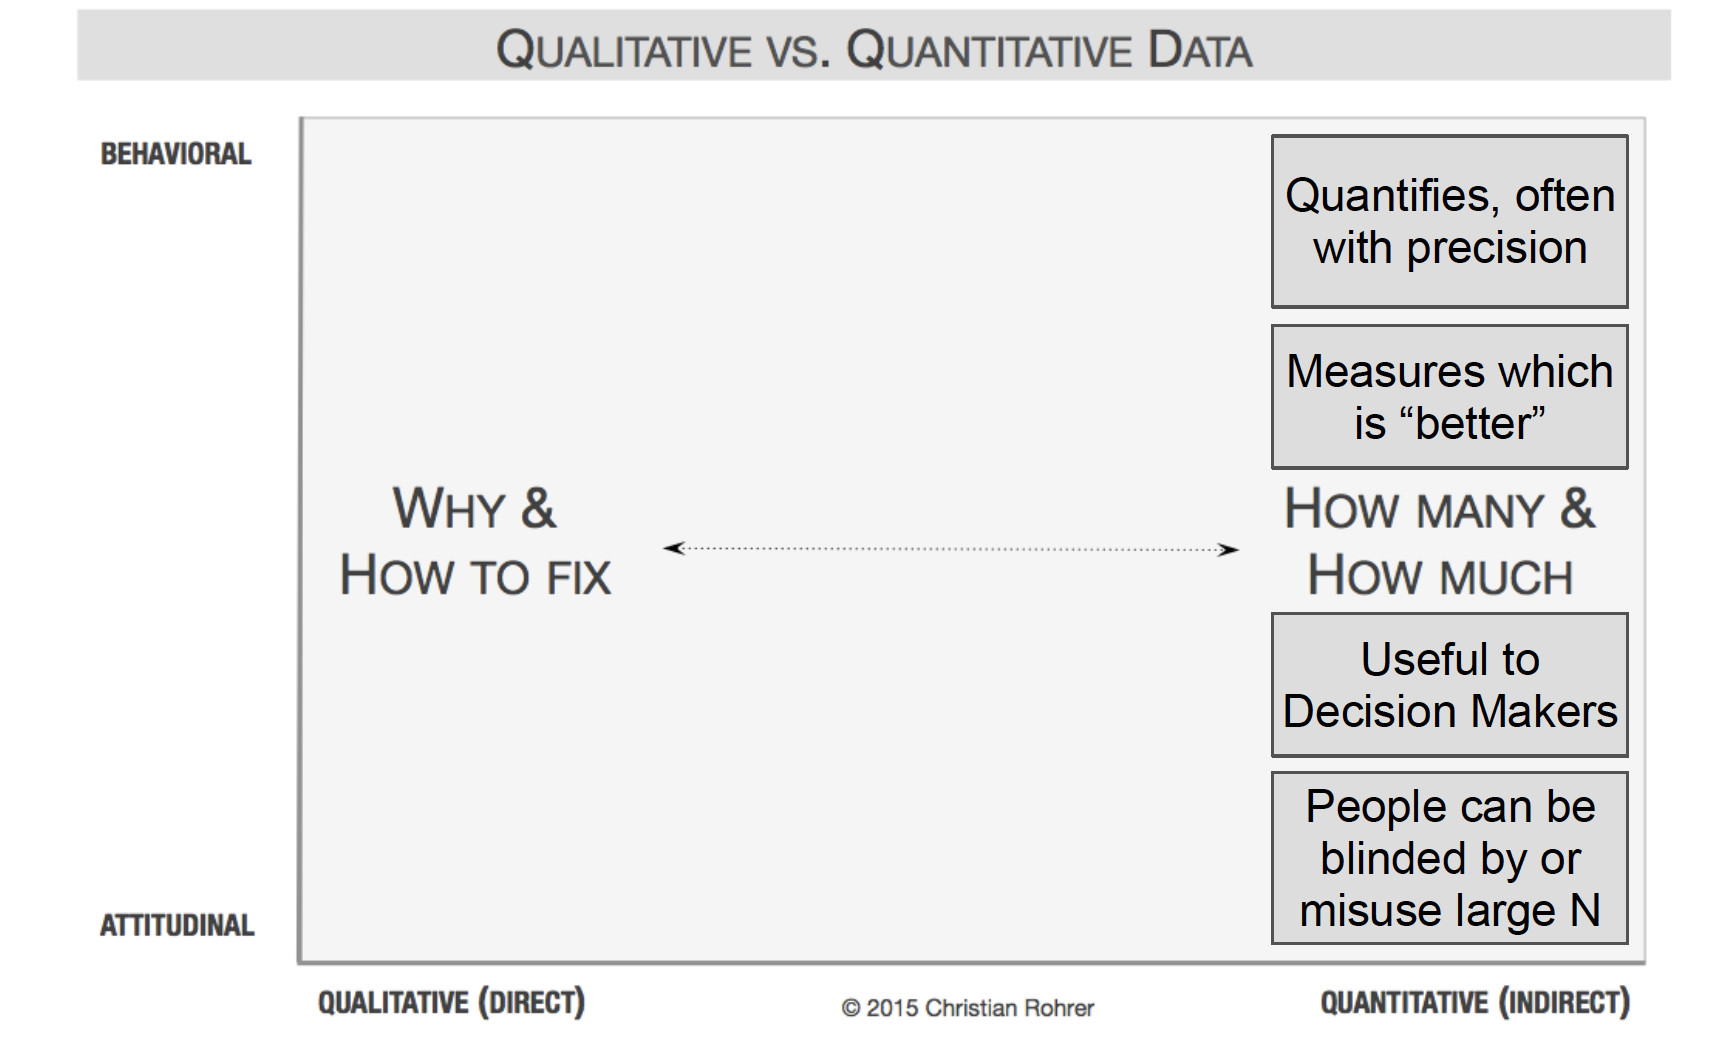 QUALITATIVE VS. QUANTITATIVE DATA
BEHAVIORAL
Quantifies, often
with precision
Measures which
is “better”
WHY &
HOW TO FIX
HOW MANY &
HOW MUCH
Useful to
Decision Makers
People can be
blinded by or
misuse large N
ATTITUDINAL
QUALITATIVE (DIRECT)
© 2015 Christian Rohrer
QUANTITATIVE (INDIRECT)